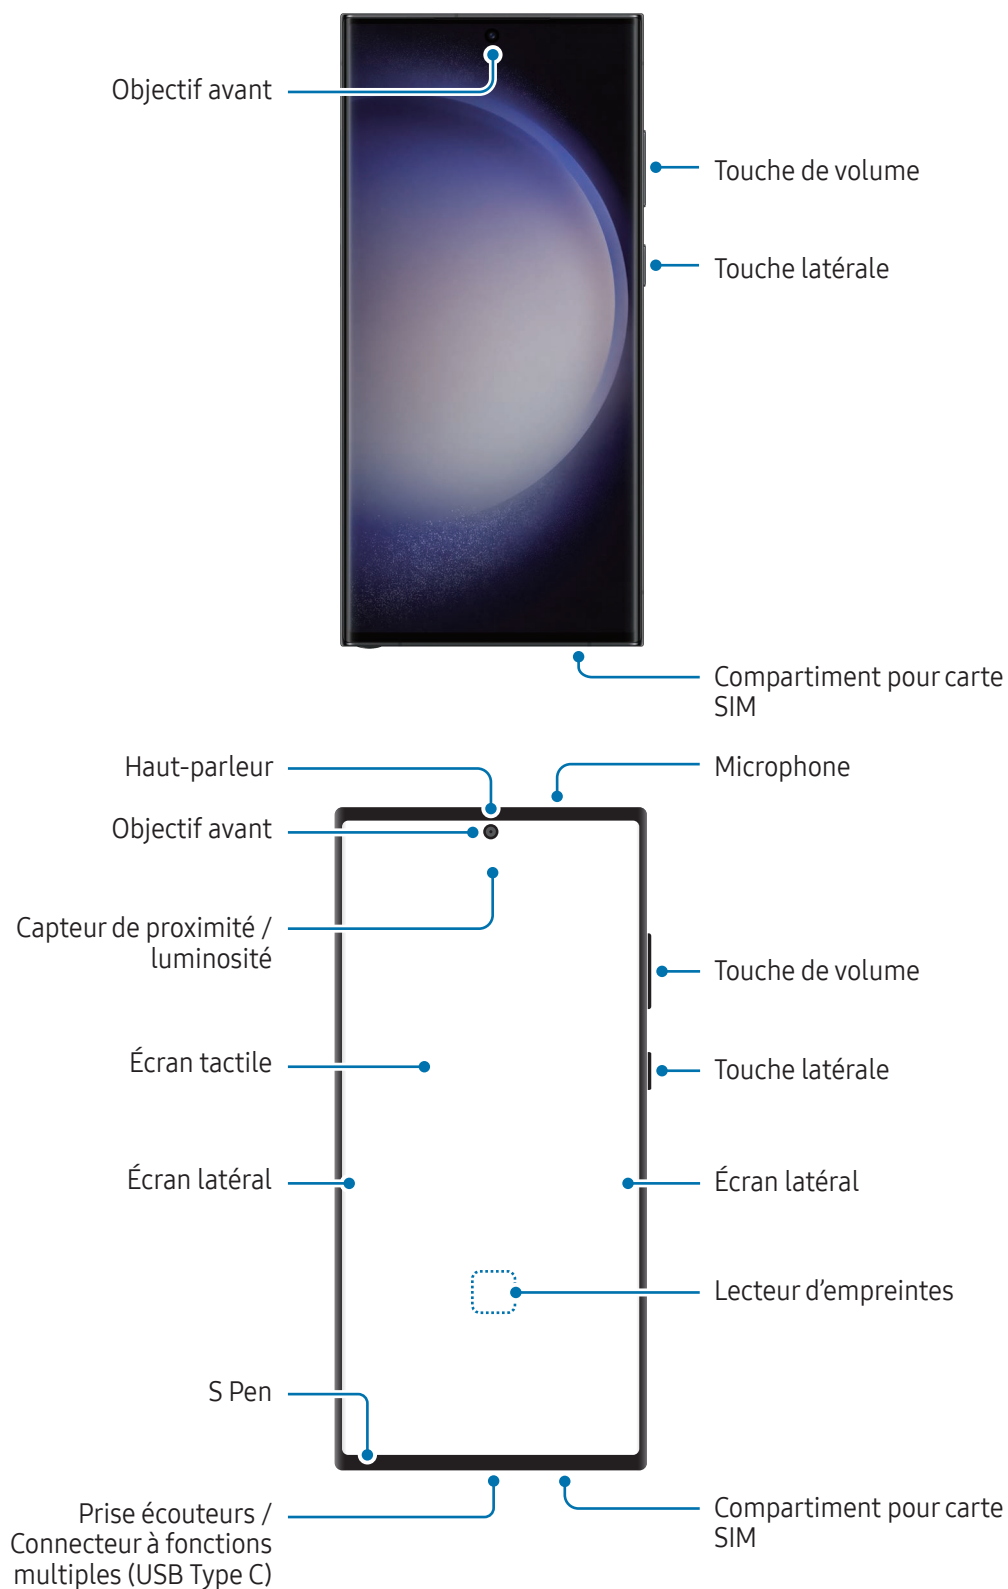 Objectif avant
Touche de volume
Touche latérale
Compartiment pour carte
SIM
Haut-parleur
Microphone
Objectif avant
Capteur de proximité /
luminosité
Touche de volume
Écran tactile
Touche latérale
Écran latéral
Écran latéral
Lecteur d’empreintes
S Pen
Prise écouteurs /
Connecteur à fonctions
multiples (USB Type C)
Compartiment pour carte
SIM